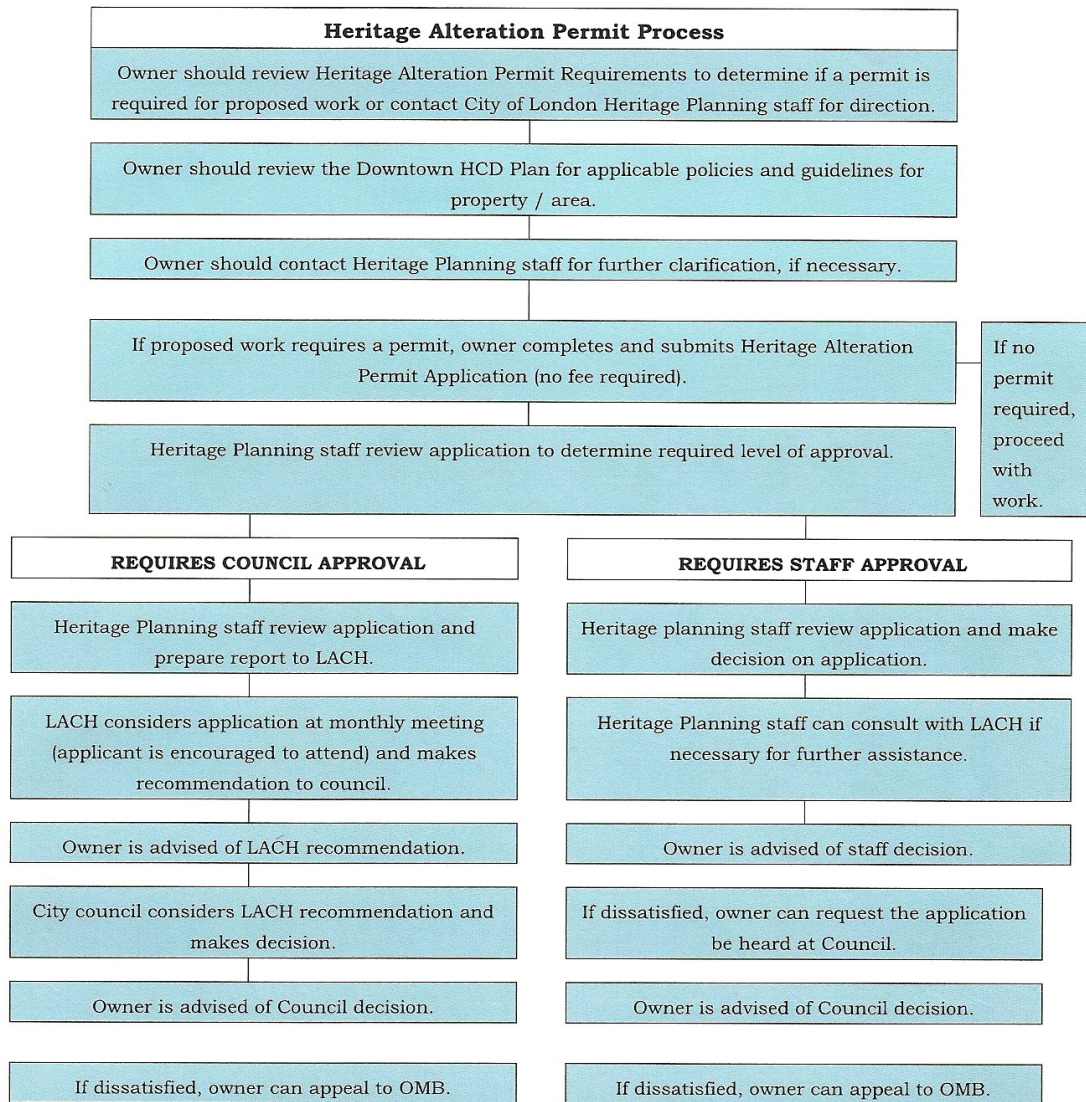 Heritage Alteration Permit Process
Owner should review Heritage Alteration Permit Requirements to determine if a permit is
required for proposed work or contact City of London Heritage Planning staff for direction.
Owner should review the Downtown HCD Plan for applicable policies and guidelines for
property / area.
Owner should contact Heritage Planning staff for further clarification, if necessary.
If proposed work requires a permit, owner completes and submits Heritage Alteration
Permit Application (no fee required).
If no
permit
required,
proceed
with
work.
Heritage Planning staff review application to determine required level of approval.
REQUIRES COUNCIL APPROVAL
Heritage Planning staff review application and
prepare report to LACH.
LACH considers application at monthly meeting
(applicant is encouraged to attend) and makes
recommendation to council.
Owner is advised of LACH recommendation.
City council considers LACH recommendation and
makes decision.
Owner is advised of Council decision.
If dissatisfied, owner can appeal to OMB.
REQUIRES STAFF APPROVAL
Heritage planning staff review application and make
decision on application.
Heritage Planning staff can consult with LACH if
necessary for further assistance.
Owner is advised of staff decision.
If dissatisfied, owner can request the application
be heard at Council.
Owner is advised of Council decision.
If dissatisfied, owner can appeal to OMB.